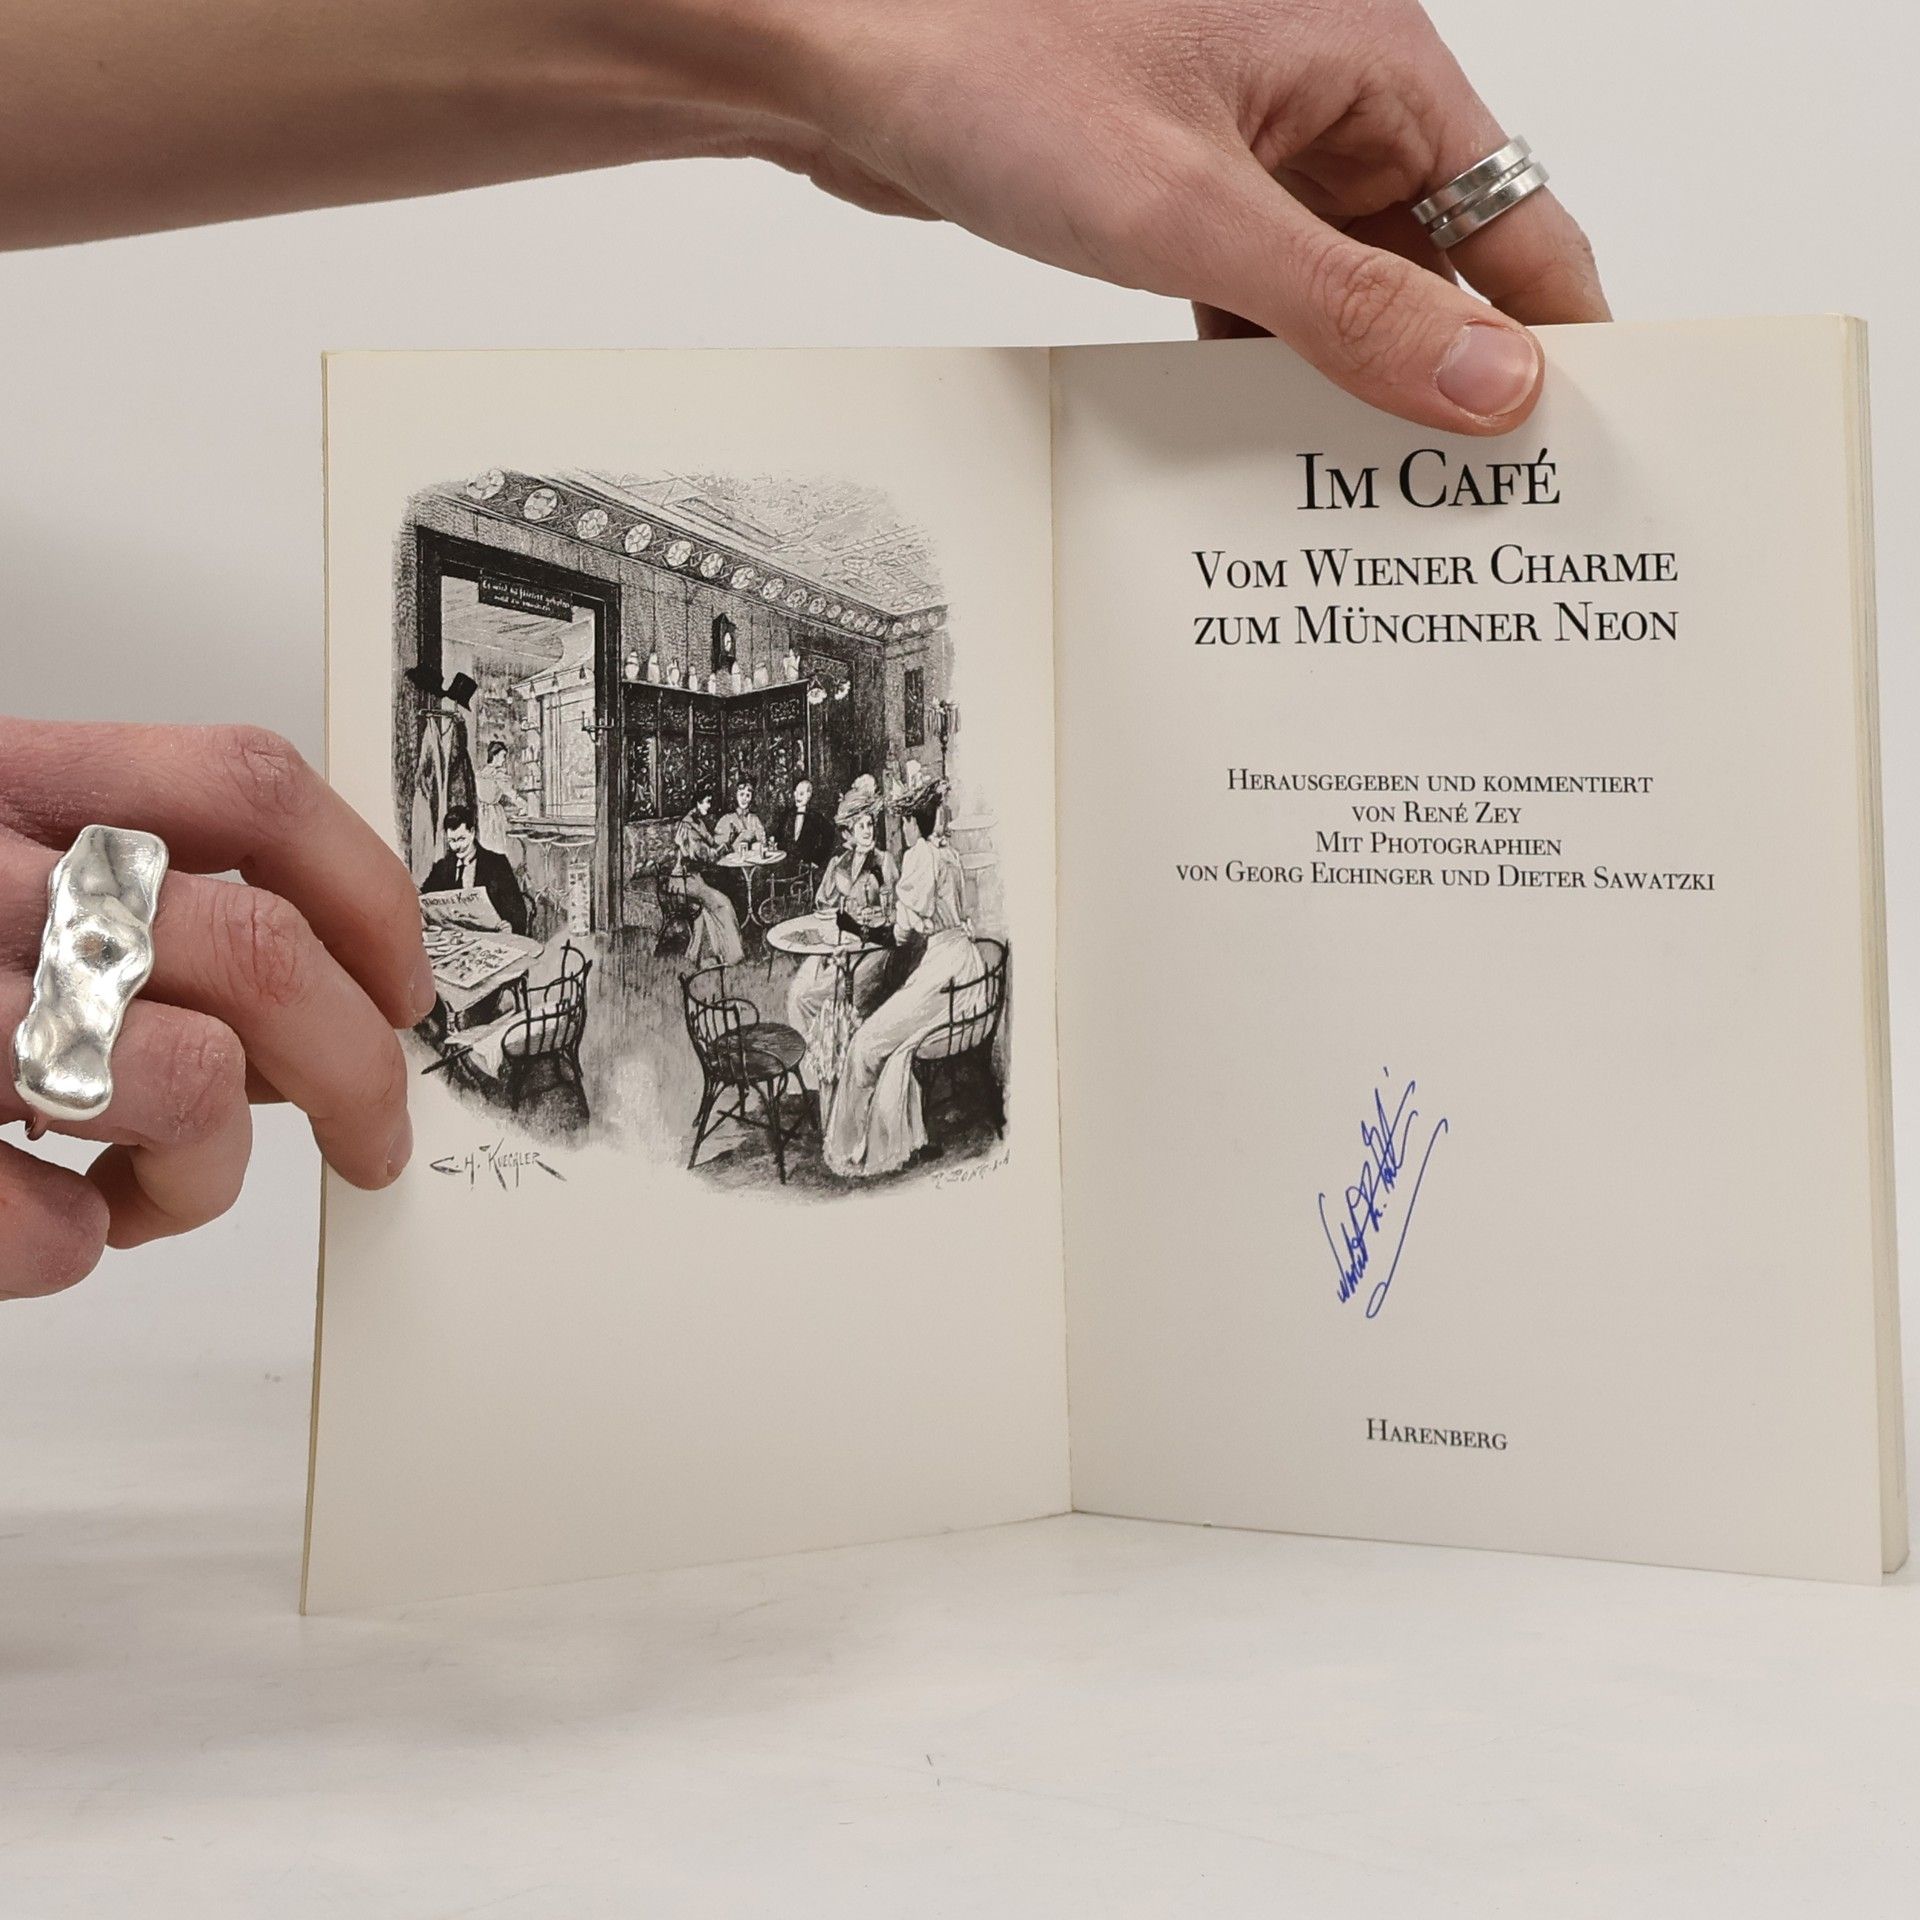 C. H. KUECHLER
IM CAFÉ
VOM WIENER CHARME
ZUM MÜNCHNER NEON
HERAUSGEGEBEN UND KOMMENTIERT
VON RENÉ ZEY
MIT PHOTOGRAPHIEN
VON GEORG EICHINGER UND DIETER SAWATZKI
HARENBERG